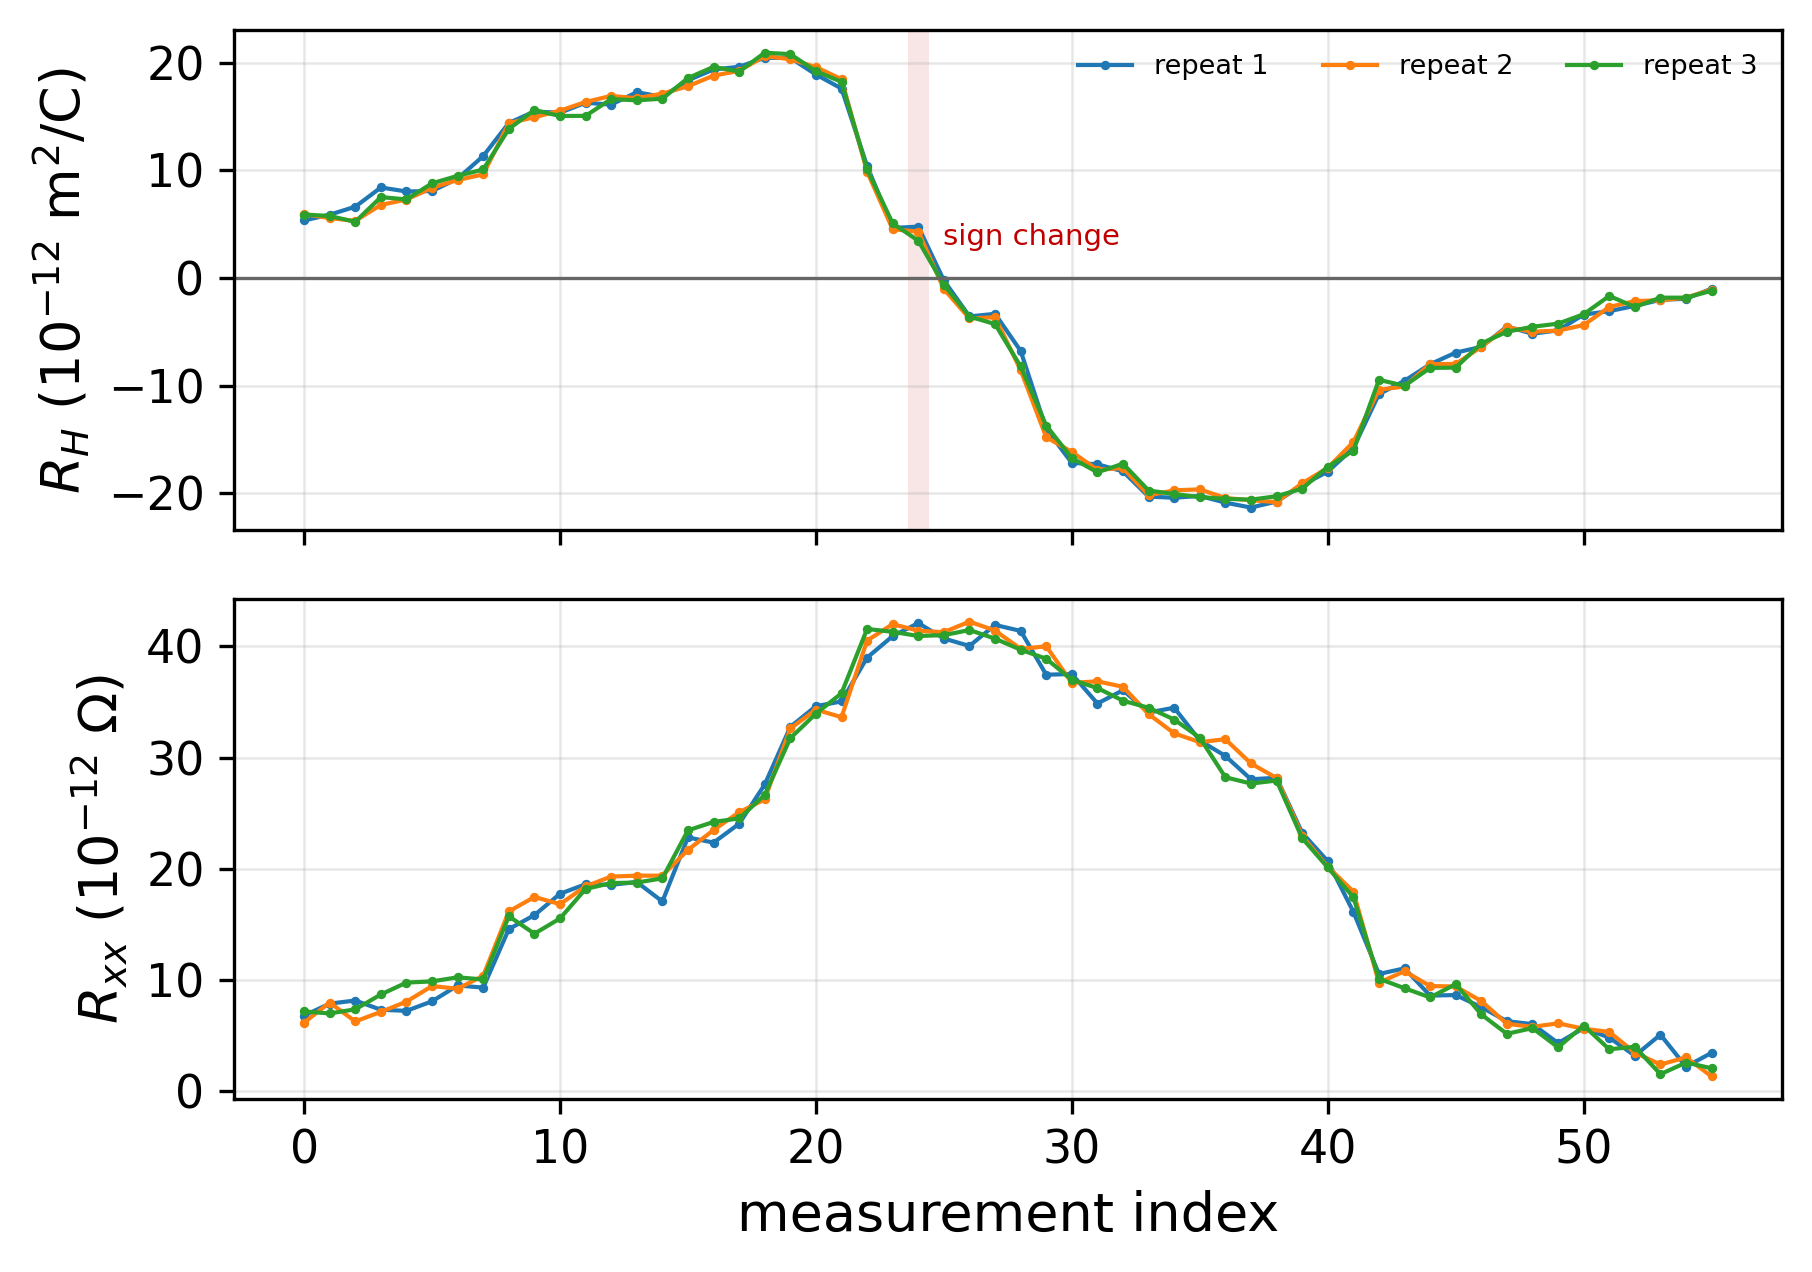 R_H (10^−12 m^2/C)
20
10
0
−10
−20
repeat 1
repeat 2
repeat 3
sign change
R_xx (10^−12 Ω)
40
30
20
10
0
0 10 20 30 40 50
measurement index